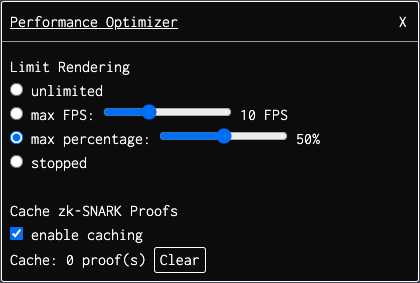 Performance Optimizer X
Limit Rendering
unlimited
max FPS: 10 FPS
max percentage: 50%
stopped
Cache zk-SNARK Proofs
enable caching
Cache: 0 proof(s) Clear